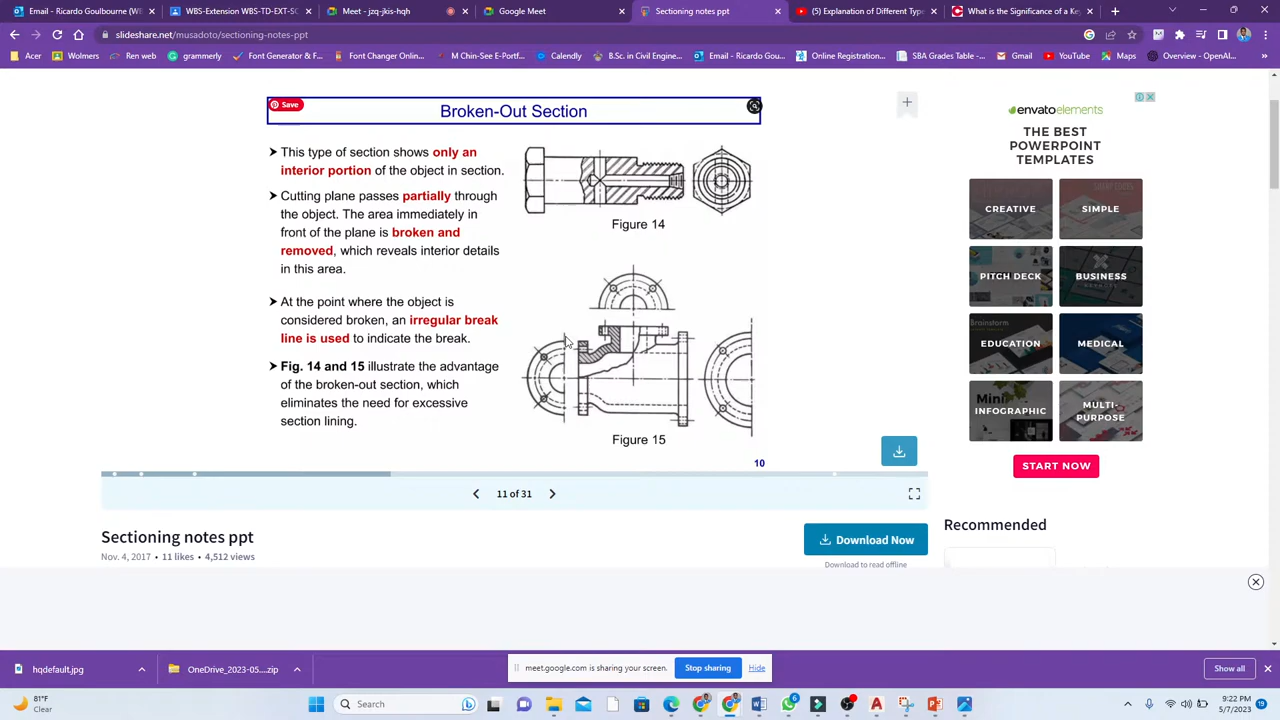 Email - Ricardo Goulburn (WE
WBS-Extension WBS-TD-EXT-SC
Meet – jag-xkis-hqh
Google Meet
Sectioning notes ppt
(5) Explanation of Different Typ
What is the Significance of a Key
slideshare.net/musadoto/sectioning-notes-ppt
Acer
Wolmers
Ren web
grammerly
Font Generator & F...
Font Changer Onlin...
M Chin-See E-Portf...
Calendly
B.Sc. in Engineering...
Email - Ricardo Gou...
Online Registration...
SBA Grades Table -...
Gmail
YouTube
Maps
Overview - OpenAI...
Save
Broken-Out Section
➤ This type of section shows only an
interior portion of the object in section.
➤ Cutting plane passes partially through
the object. The area immediately in
front of the plane is broken and
removed, which reveals interior details
in this area.
➤ At the point where the object is
considered broken, an irregular break
line is used to indicate the break.
➤ Fig. 14 and 15 illustrate the advantage
of the broken-out section, which
eliminates the need for excessive
section lining.
Figure 14
Figure 15
10
11 of 31
Sectioning notes ppt
Nov. 4, 2017 • 11 likes • 4,512 views
Download Now
Download to read offline
envatoelements
THE BEST
POWERPOINT
TEMPLATES
CREATIVE
SIMPLE
PITCH DECK
BUSINESS
EDUCATION
MEDICAL
Mini
INFOGRAPHIC
MULTI-
PURPOSE
START NOW
Recommended
hqdefault.jpg
OneDrive_2023-05....zip
meet.google.com is sharing your screen.
Stop sharing
Hide
Show all
81°F
Clear
Search
6
9:22 PM
5/7/2023
19